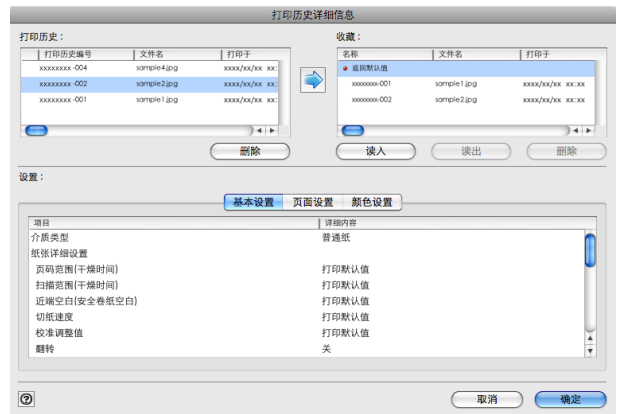 打印历史详细信息
打印历史：
收藏：
打印历史编号 文件名 打印于
xxxxxxxx -004 sample4.jpg xxxx/xx/xx xx:
xxxxxxxx -002 sample2.jpg xxxx/xx/xx xx:
xxxxxxxx -001 sample1.jpg xxxx/xx/xx xx:
名称 文件名 打印于
返回默认值
xxxxxxxx-001 sample1.jpg xxxx/xx/xx xx:xx
xxxxxxxx-002 sample2.jpg xxxx/xx/xx xx:xx
删除
读入 读出 删除
设置：
基本设置 页面设置 颜色设置
项目 详细内容
介质类型 普通纸
纸张详细设置
页码范围(干燥时间) 打印默认值
扫描范围(干燥时间) 打印默认值
近端空白(安全卷纸空白) 打印默认值
切纸速度 打印默认值
校准调整值 打印默认值
翻转 关
? 取消 确定